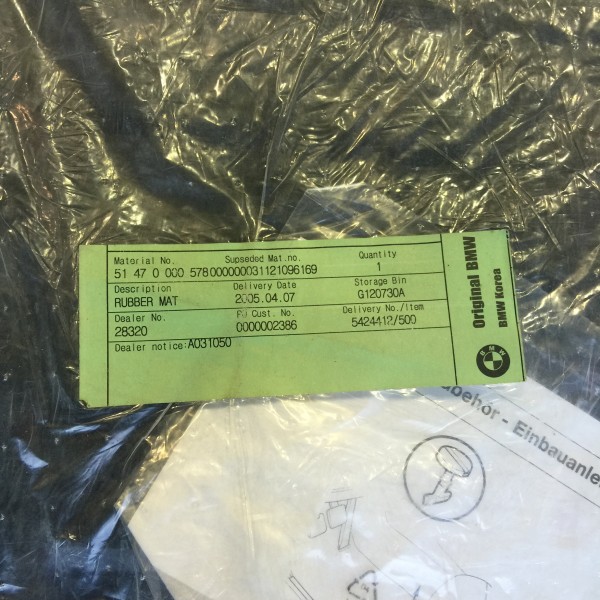 Material No. Supseded Mat.no. Quantity
51 47 0 000 578 000000031121096169 1
Description Delivery Date Storage Bin
RUBBER MAT 2005.04.07 G120730A
Dealer No. PO Cust. No. Delivery No./Item
28320 0000002386 5424412/500
Dealer notice:A031050
Original BMW
BMW Korea
BMW
- Einbauanle